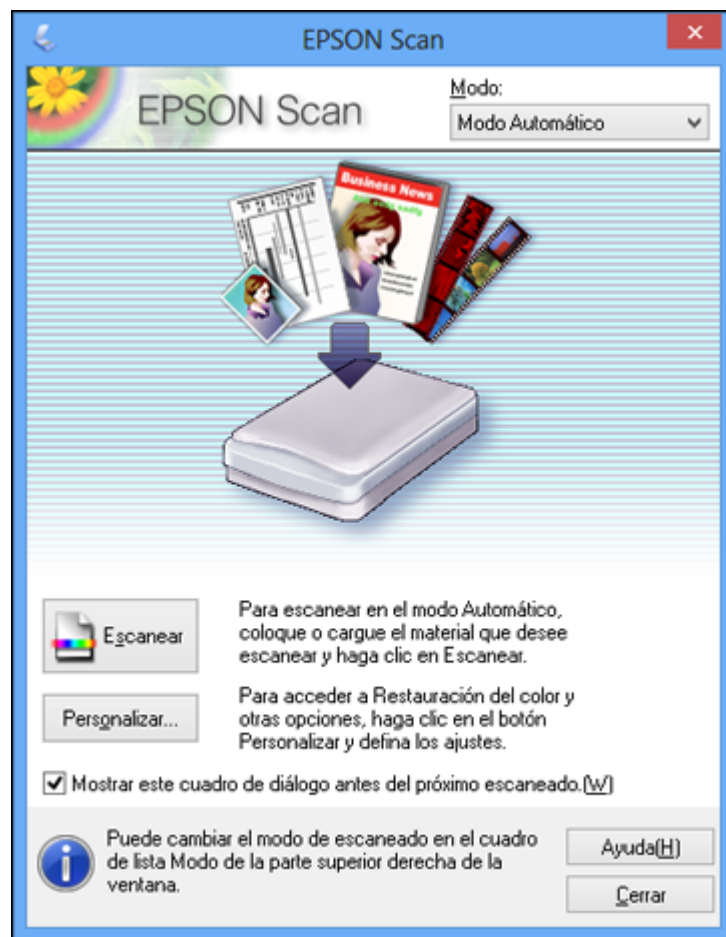 EPSON Scan
EPSON Scan
Modo:
Modo Automático
Business News
Escanear
Para escanear en el modo Automático,
coloque o cargue el material que desee
escanear y haga clic en Escanear.
Personalizar...
Para acceder a Restauración del color y
otras opciones, haga clic en el botón
Personalizar y defina los ajustes.
Mostrar este cuadro de diálogo antes del próximo escaneado.(W)
Puede cambiar el modo de escaneado en el cuadro
de lista Modo de la parte superior derecha de la
ventana.
Ayuda(H)
Cerrar